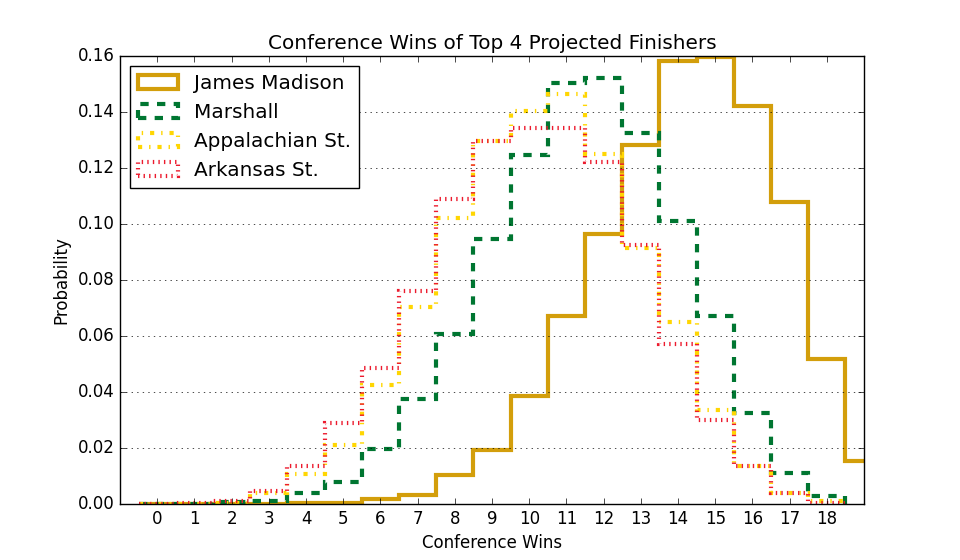 Conference Wins of Top 4 Projected Finishers
James Madison
Marshall
Appalachian St.
Arkansas St.
Probability
0.16
0.14
0.12
0.10
0.08
0.06
0.04
0.02
0.00
0 1 2 3 4 5 6 7 8 9 10 11 12 13 14 15 16 17 18
Conference Wins